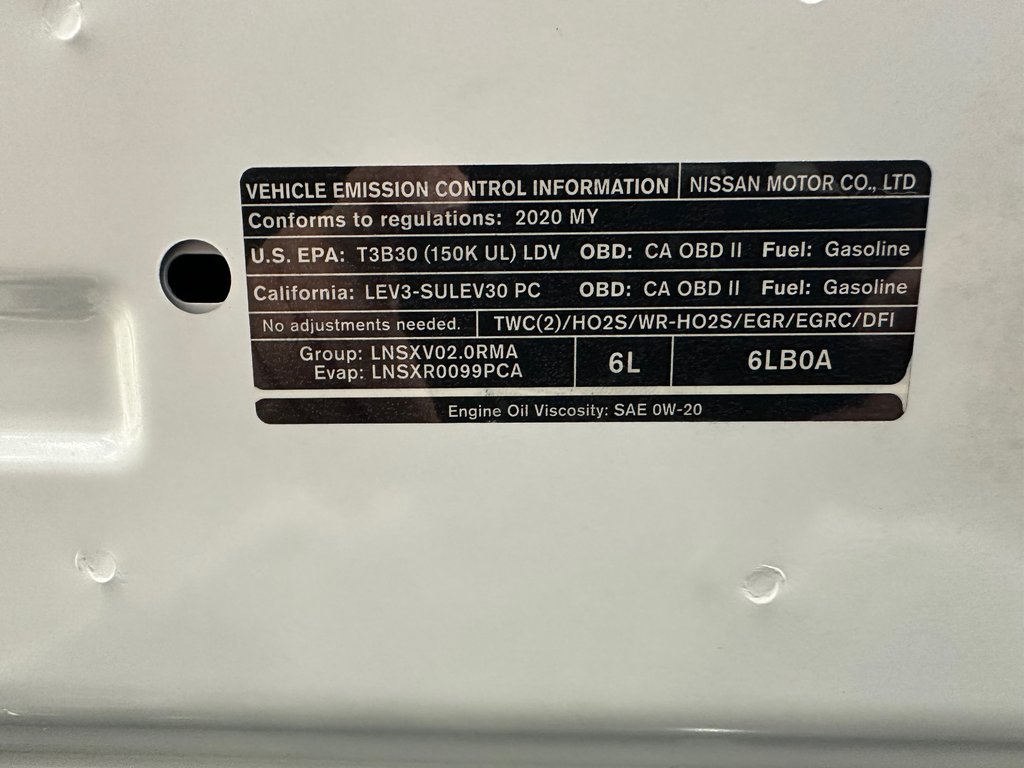 VEHICLE EMISSION CONTROL INFORMATION NISSAN MOTOR CO., LTD
Conforms to regulations: 2020 MY
U.S. EPA: T3B30 (150K UL) LDV OBD: CA OBD II Fuel: Gasoline
California: LEV3-SULEV30 PC OBD: CA OBD II Fuel: Gasoline
No adjustments needed. TWC(2)/HO2S/WR-HO2S/EGR/EGRC/DFI
Group: LNSXV02.0RMA
Evap: LNSXR0099PCA
6L 6LB0A
Engine Oil Viscosity: SAE 0W-20